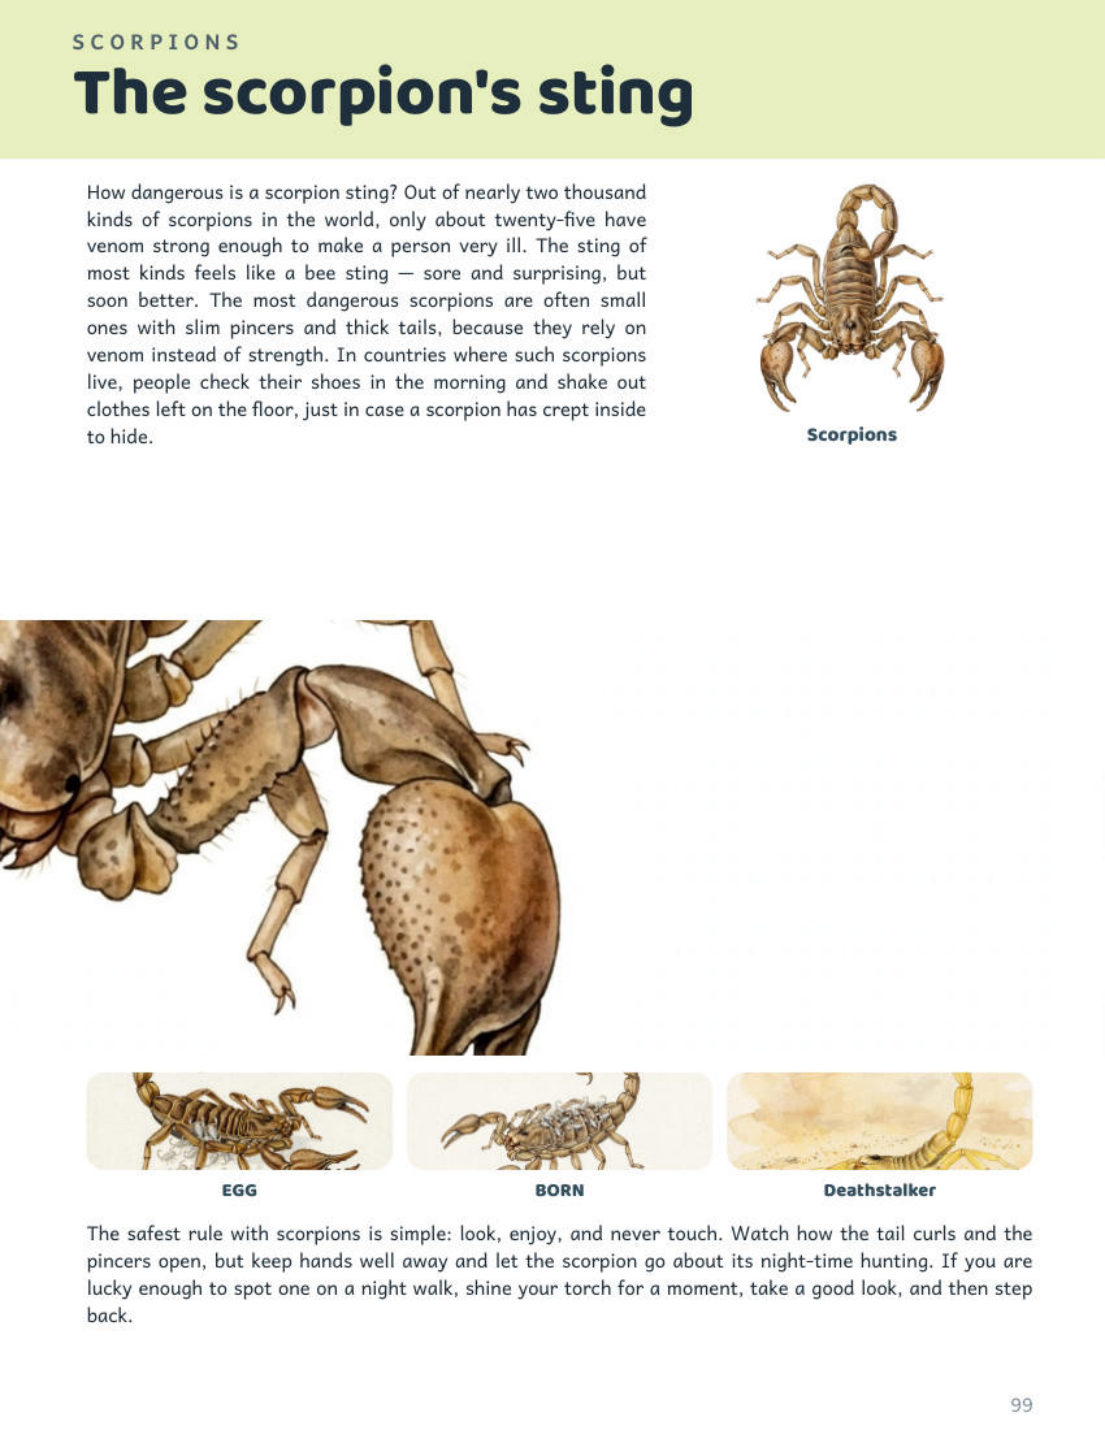 SCORPIONS
The scorpion's sting
How dangerous is a scorpion sting? Out of nearly two thousand
kinds of scorpions in the world, only about twenty-five have
venom strong enough to make a person very ill. The sting of
most kinds feels like a bee sting — sore and surprising, but
soon better. The most dangerous scorpions are often small
ones with slim pincers and thick tails, because they rely on
venom instead of strength. In countries where such scorpions
live, people check their shoes in the morning and shake out
clothes left on the floor, just in case a scorpion has crept inside
to hide.
Scorpions
EGG
BORN
Deathstalker
The safest rule with scorpions is simple: look, enjoy, and never touch. Watch how the tail curls and the
pincers open, but keep hands well away and let the scorpion go about its night-time hunting. If you are
lucky enough to spot one on a night walk, shine your torch for a moment, take a good look, and then step
back.
99